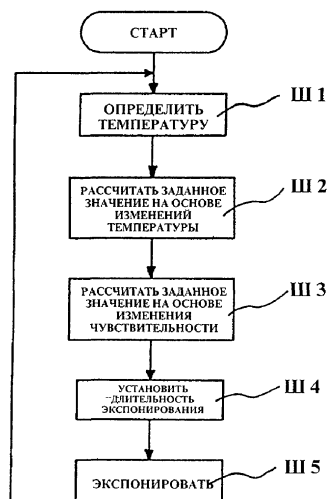 СТАРТ
ОПРЕДЕЛИТЬ
ТЕМПЕРАТУРУ
Ш 1
РАССЧИТАТЬ ЗАДАННОЕ
ЗНАЧЕНИЕ НА ОСНОВЕ
ИЗМЕНЕНИЙ
ТЕМПЕРАТУРЫ
Ш 2
РАССЧИТАТЬ ЗАДАННОЕ
ЗНАЧЕНИЕ НА ОСНОВЕ
ИЗМЕНЕНИЯ
ЧУВСТВИТЕЛЬНОСТИ
Ш 3
УСТАНОВИТЬ
ДЛИТЕЛЬНОСТЬ
ЭКСПОНИРОВАНИЯ
Ш 4
ЭКСПОНИРОВАТЬ
Ш 5